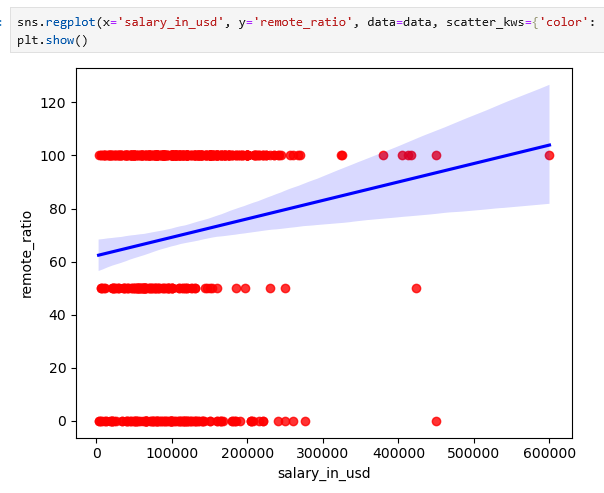 sns.regplot(x='salary_in_usd', y='remote_ratio', data=data, scatter_kws={'color':
plt.show()
120
100
80
60
40
20
0
remote_ratio
0 100000 200000 300000 400000 500000 600000
salary_in_usd